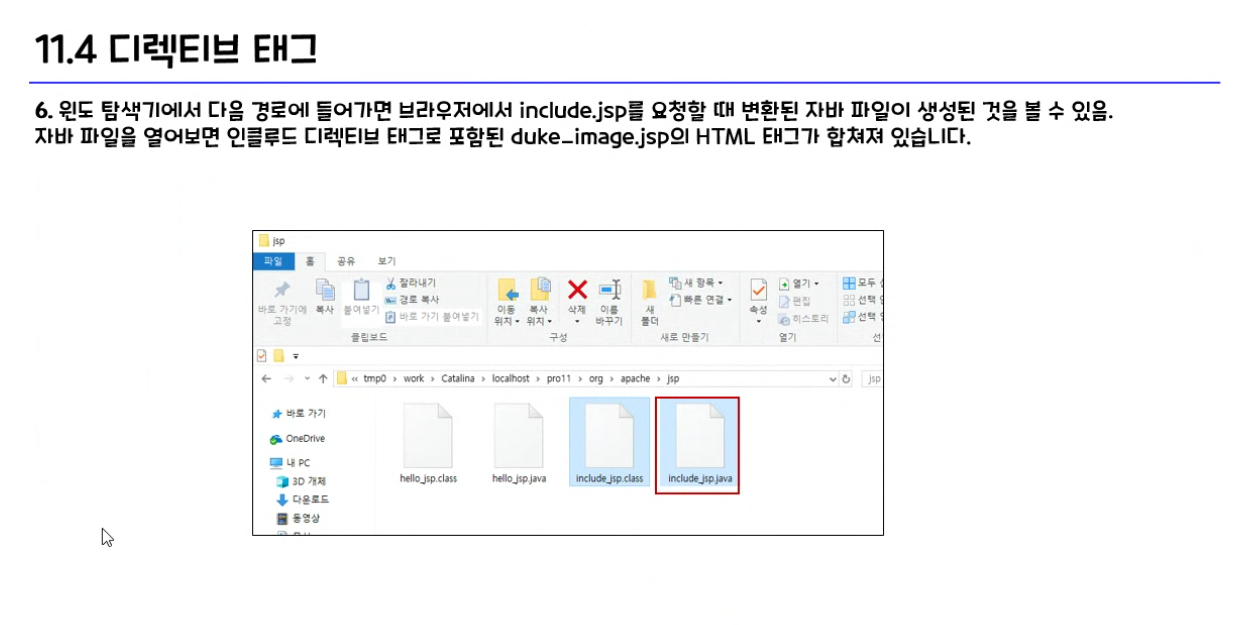 11.4 디렉티브 태그
6. 윈도 탐색기에서 다음 경로에 들어가면 브라우저에서 include.jsp를 요청할 때 변환된 자바 파일이 생성된 것을 볼 수 있음.
자바 파일을 열어보면 인클루드 디렉티브 태그로 포함된 duke_image.jsp의 HTML 태그가 합쳐져 있습니다.
jsp
파일 홈 공유 보기
바로 가기에 고정
복사
붙여넣기
잘라내기
경로 복사
바로 가기 붙여넣기
클립보드
이동 위치
복사 위치
삭제
이름 바꾸기
구성
새 폴더
새 항목
빠른 연결
새로 만들기
속성
열기
편집
히스토리
열기
모두
선택
선택
« tmp0 › work › Catalina › localhost › pro11 › org › apache › jsp
jsp
바로 가기
OneDrive
내 PC
3D 개체
다운로드
동영상
hello_jsp.class
hello_jsp.java
include_jsp.class
include_jsp.java